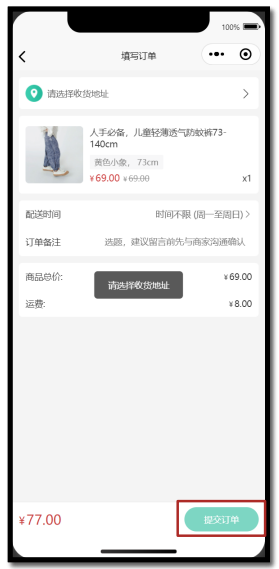 100%
填写订单
请选择收货地址
人手必备，儿童轻薄透气防蚊裤73-
140cm
黄色小象， 73cm
¥69.00 ¥69.00 x1
配送时间 时间不限 (周一至周日)
订单备注 选题，建议留言前先与商家沟通确认
商品总价: ¥69.00
请选择收货地址
运费: ¥8.00
¥77.00 提交订单